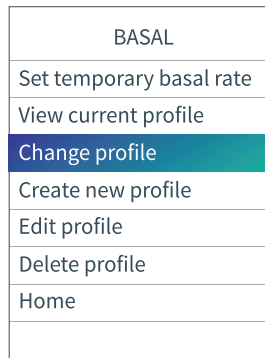 BASAL
Set temporary basal rate
View current profile
Change profile
Create new profile
Edit profile
Delete profile
Home